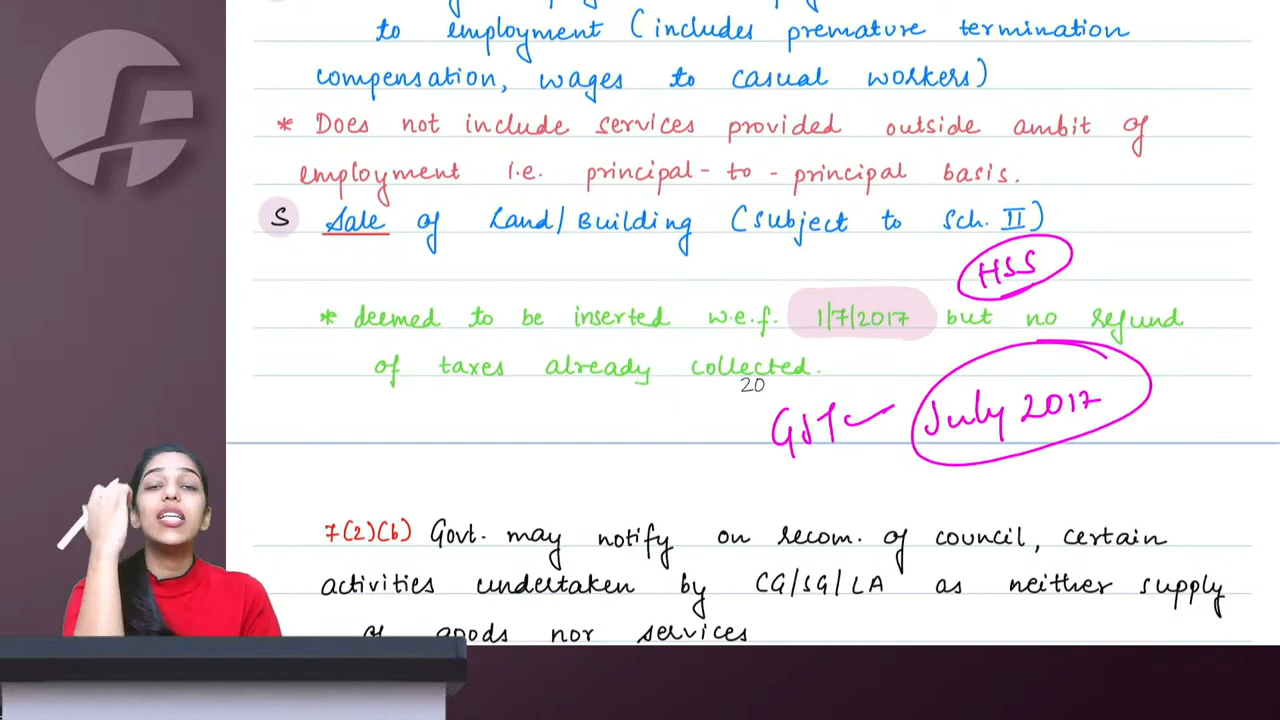 to employment (includes premature termination
compensation, wages to casual workers)
* Does not include services provided outside ambit of
employment i.e. principal-to-principal basis.
S Sale of Land/Building (subject to Sch. II)
HSS
* deemed to be inserted w.e.f. 1/7/2017 but no refund
of taxes already collected.
20
GST July 2017
7(2)(b) Govt. may notify on recom. of council, certain
activities undertaken by CG/SG/LA as neither supply
of goods nor services